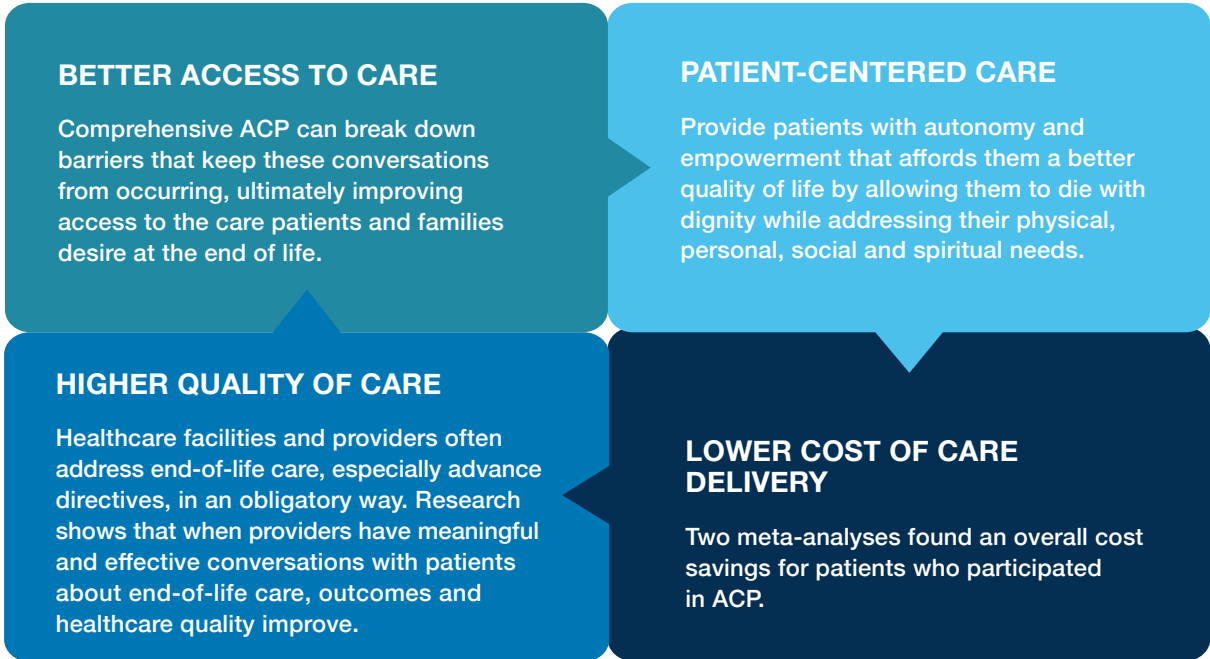 BETTER ACCESS TO CARE
Comprehensive ACP can break down
barriers that keep these conversations
from occurring, ultimately improving
access to the care patients and families
desire at the end of life.
PATIENT-CENTERED CARE
Provide patients with autonomy and
empowerment that affords them a better
quality of life by allowing them to die with
dignity while addressing their physical,
personal, social and spiritual needs.
HIGHER QUALITY OF CARE
Healthcare facilities and providers often
address end-of-life care, especially advance
directives, in an obligatory way. Research
shows that when providers have meaningful
and effective conversations with patients
about end-of-life care, outcomes and
healthcare quality improve.
LOWER COST OF CARE
DELIVERY
Two meta-analyses found an overall cost
savings for patients who participated
in ACP.